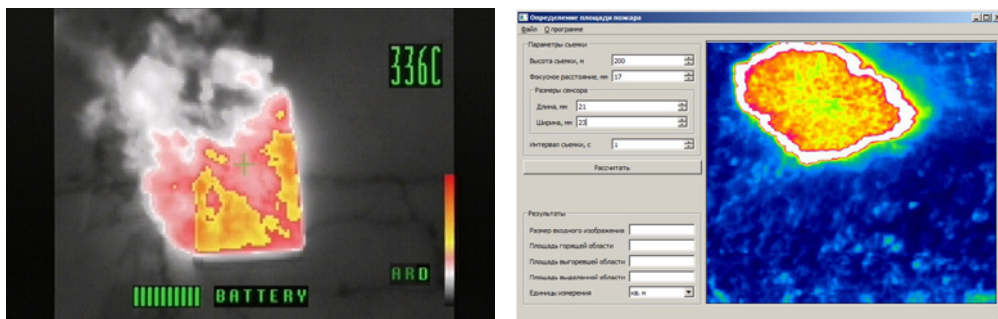 336C
ARD
BATTERY
Определение площади пожара
Файл О программе
Параметры съемки
Высота съемки, м 200
Фокусное расстояние, мм 17
Размеры сенсора
Длина, мм 21
Ширина, мм 23
Интервал съемки, с 1
Рассчитать
Результаты
Размер входного изображения
Площадь горящей области
Площадь выгоревшей области
Площадь выделенной области
Единицы измерения кв. м